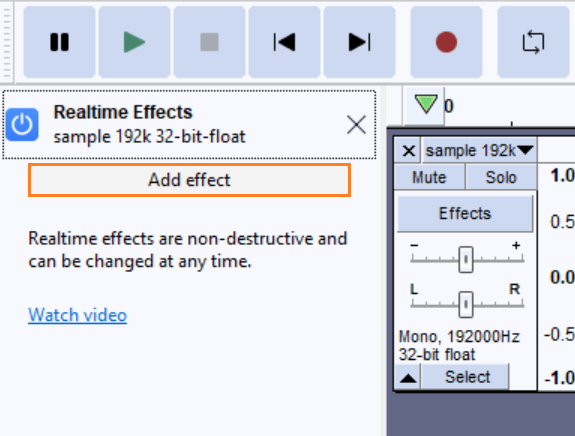 Realtime Effects
sample 192k 32-bit-float
Add effect
Realtime effects are non-destructive and
can be changed at any time.
Watch video
0
sample 192k
Mute Solo
Effects
- +
L R
Mono, 192000Hz
32-bit float
Select
1.0
0.5
0.0
-0.5
-1.0